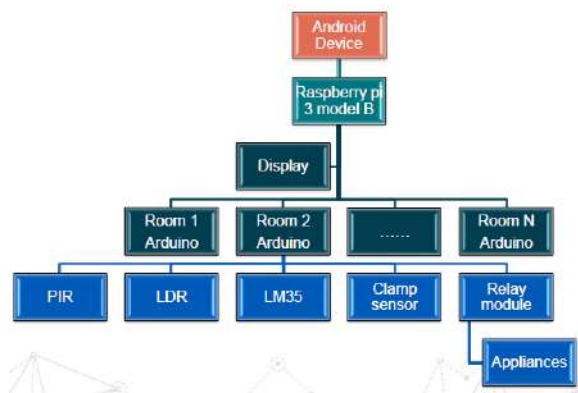 Android
Device
Raspberry pi
3 model B
Display
Room 1
Arduino
Room 2
Arduino
......
Room N
Arduino
PIR
LDR
LM35
Clamp
sensor
Relay
module
Appliances